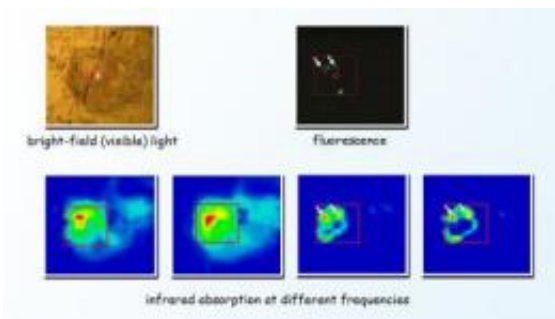 bright-field (visible) light
fluorescence
infrared absorption at different frequencies